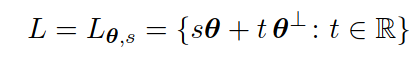 L = L_{θ,s} = {sθ + t θ^⊥ : t ∈ ℝ}